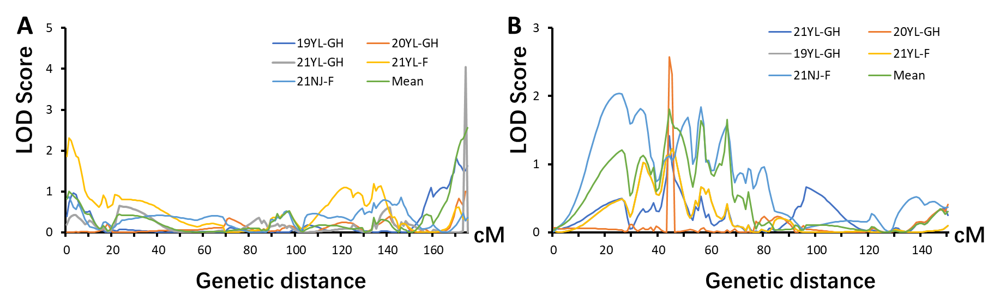 A
LOD Score
5
4
3
2
1
0
19YL-GH 20YL-GH
21YL-GH 21YL-F
21NJ-F Mean
0 20 40 60 80 100 120 140 160
cM
Genetic distance
B
LOD Score
3
2
1
0
21YL-GH 20YL-GH
19YL-GH 21YL-F
21NJ-F Mean
0 20 40 60 80 100 120 140
cM
Genetic distance